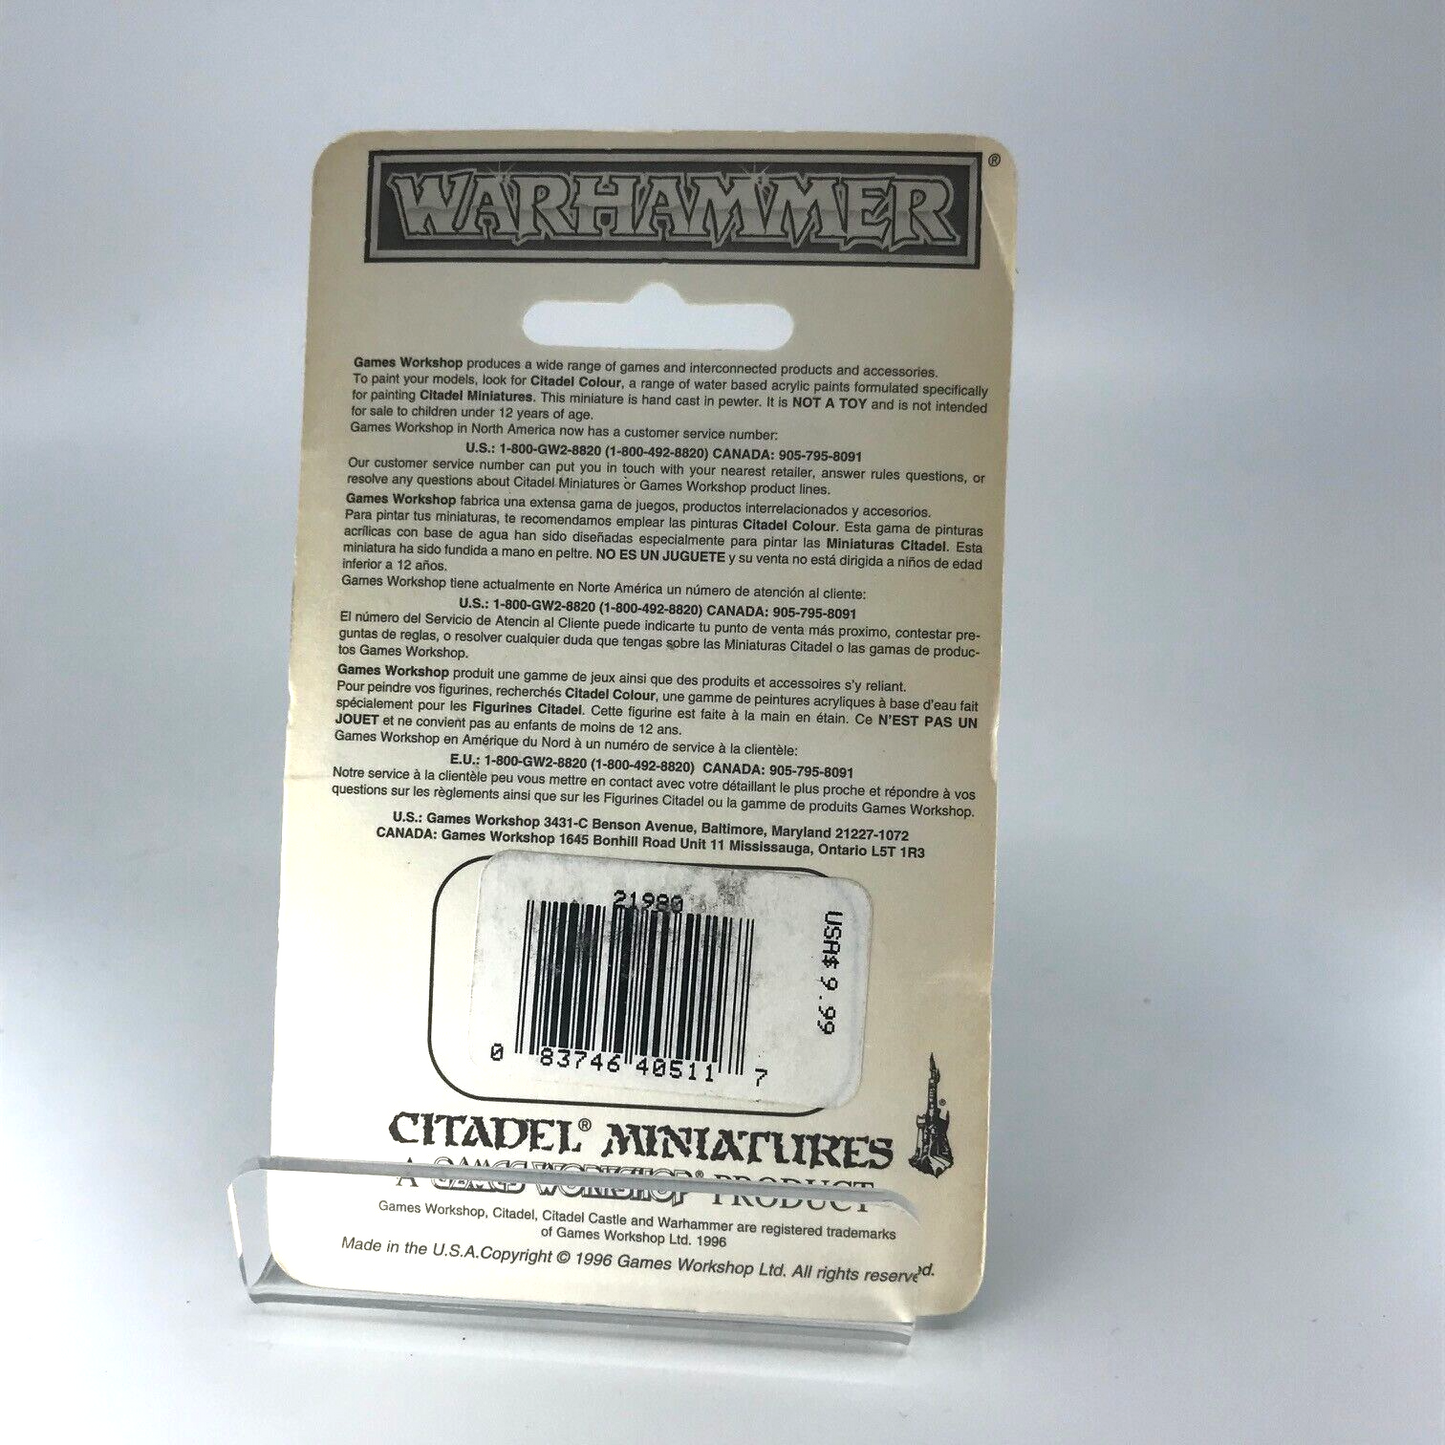 WARHAMMER®
Games Workshop produces a wide range of games and interconnected products and accessories.
To paint your models, look for Citadel Colour, a range of water based acrylic paints formulated specifically
for painting Citadel Miniatures. This miniature is hand cast in pewter. It is NOT A TOY and is not intended
for sale to children under 12 years of age.
Games Workshop in North America now has a customer service number:
U.S.: 1-800-GW2-8820 (1-800-492-8820) CANADA: 905-795-8091
Our customer service number can put you in touch with your nearest retailer, answer rules questions, or
resolve any questions about Citadel Miniatures or Games Workshop product lines.
Games Workshop fabrica una extensa gama de juegos, productos interrelacionados y accesorios.
Para pintar tus miniaturas, te recomendamos emplear las pinturas Citadel Colour. Esta gama de pinturas
acrílicas con base de agua han sido diseñadas especialmente para pintar las Miniaturas Citadel. Esta
miniatura ha sido fundida a mano en peltre. NO ES UN JUGUETE y su venta no está dirigida a niños de edad
inferior a 12 años.
Games Workshop tiene actualmente en Norte América un número de atención al cliente:
U.S.: 1-800-GW2-8820 (1-800-492-8820) CANADA: 905-795-8091
El número del Servicio de Atencin al Cliente puede indicarte tu punto de venta más proximo, contestar pre-
guntas de reglas, o resolver cualquier duda que tengas sobre las Miniaturas Citadel o las gamas de produc-
tos Games Workshop.
Games Workshop produit une gamme de jeux ainsi que des produits et accessoires s'y reliant.
Pour peindre vos figurines, recherchés Citadel Colour, une gamme de peintures acryliques à base d'eau fait
spécialement pour les Figurines Citadel. Cette figurine est faite à la main en étain. Ce N'EST PAS UN
JOUET et ne convient pas au enfants de moins de 12 ans.
Games Workshop en Amérique du Nord à un numéro de service à la clientèle:
E.U.: 1-800-GW2-8820 (1-800-492-8820) CANADA: 905-795-8091
Notre service à la clientèle peu vous mettre en contact avec votre détaillant le plus proche et répondre à vos
questions sur les règlements ainsi que sur les Figurines Citadel ou la gamme de produits Games Workshop.
U.S.: Games Workshop 3431-C Benson Avenue, Baltimore, Maryland 21227-1072
CANADA: Games Workshop 1645 Bonhill Road Unit 11 Mississauga, Ontario L5T 1R3
21980
USA$ 9.99
0 83746 40511 7
CITADEL® MINIATURES
A GAMES WORKSHOP® PRODUCT
Games Workshop, Citadel, Citadel Castle and Warhammer are registered trademarks
of Games Workshop Ltd. 1996
Made in the U.S.A.Copyright © 1996 Games Workshop Ltd. All rights reserved.